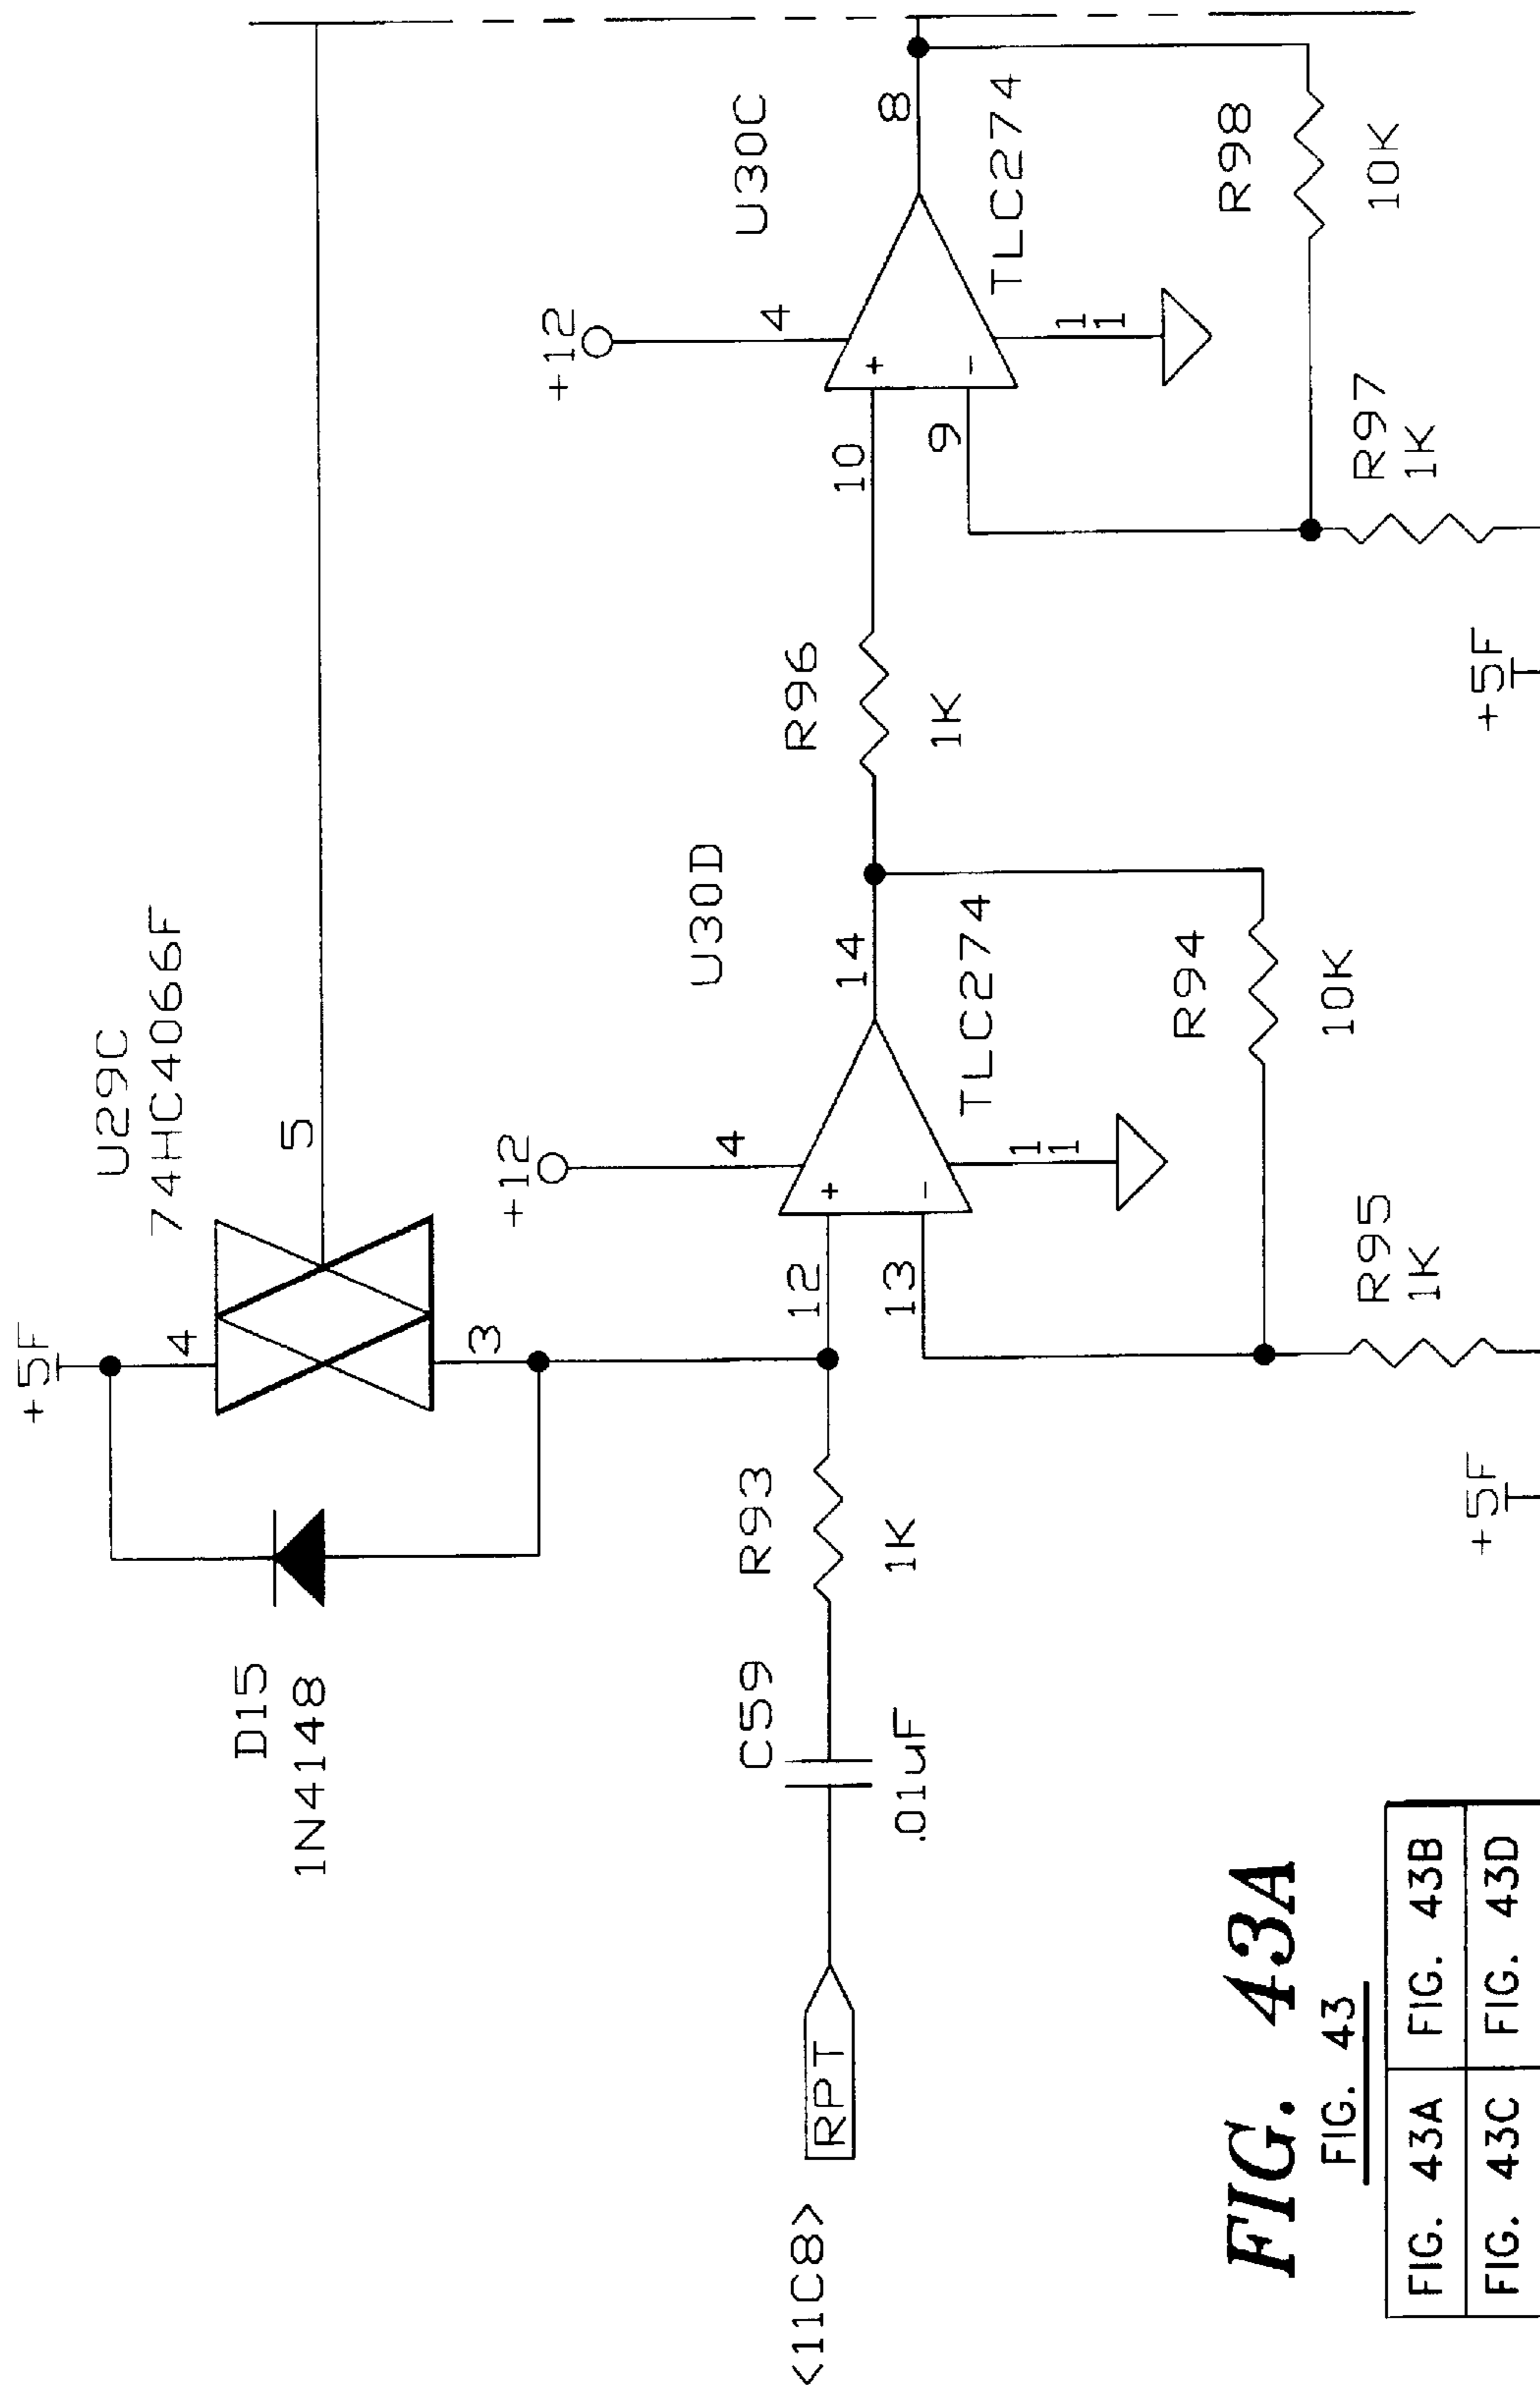 +5F
U29C
74HC4066F
4
5
3
D15
1N4148
+12
+12
U30D
U30C
4
4
<11C8>
RPT
C59
.01uF
R93
1K
12
13
+
-
14
TLC274
11
R96
1K
10
9
+
-
8
TLC274
11
R94
10K
R98
10K
R95
1K
R97
1K
+5F
+5F
FIG. 43A
FIG. 43
FIG. 43A FIG. 43B
FIG. 43C FIG. 43D